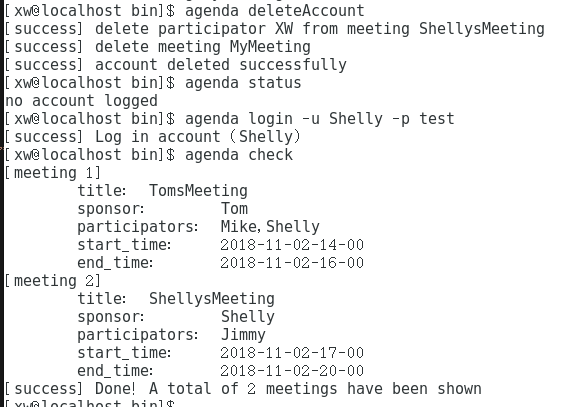 [xw@localhost bin]$ agenda deleteAccount
[success] delete participator XW from meeting ShellysMeeting
[success] delete meeting MyMeeting
[success] account deleted successfully
[xw@localhost bin]$ agenda status
no account logged
[xw@localhost bin]$ agenda login -u Shelly -p test
[success] Log in account (Shelly)
[xw@localhost bin]$ agenda check
[meeting 1]
title: TomsMeeting
sponsor: Tom
participators: Mike,Shelly
start_time: 2018-11-02-14-00
end_time: 2018-11-02-16-00
[meeting 2]
title: ShellysMeeting
sponsor: Shelly
participators: Jimmy
start_time: 2018-11-02-17-00
end_time: 2018-11-02-20-00
[success] Done! A total of 2 meetings have been shown
[xw@localhost bin]$